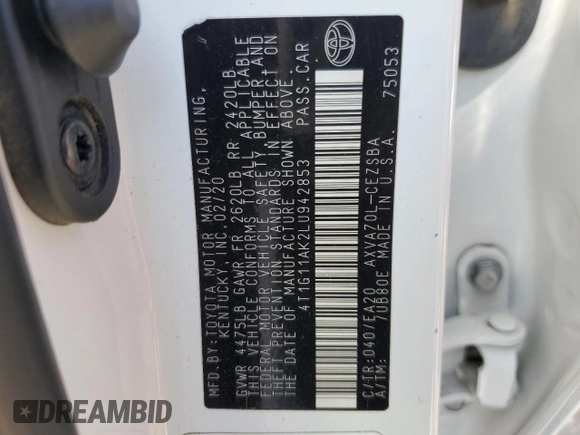 MFD. BY: TOYOTA MOTOR MANUFACTURING,
KENTUCKY, INC. 02/20
GVWR 4475LB GAWR FR 2620LB RR 2420LB
THIS VEHICLE CONFORMS TO ALL APPLICABLE
FEDERAL MOTOR VEHICLE SAFETY, BUMPER, AND
THEFT PREVENTION STANDARDS IN EFFECT ON
THE DATE OF MANUFACTURE SHOWN ABOVE.
4T1G11AK2LU942853 PASS. CAR
C/TR: 040/EA20 AXVA70L-CEZSBA
A/TM: /UB80E MADE IN U.S.A. 75053
DREAMBID